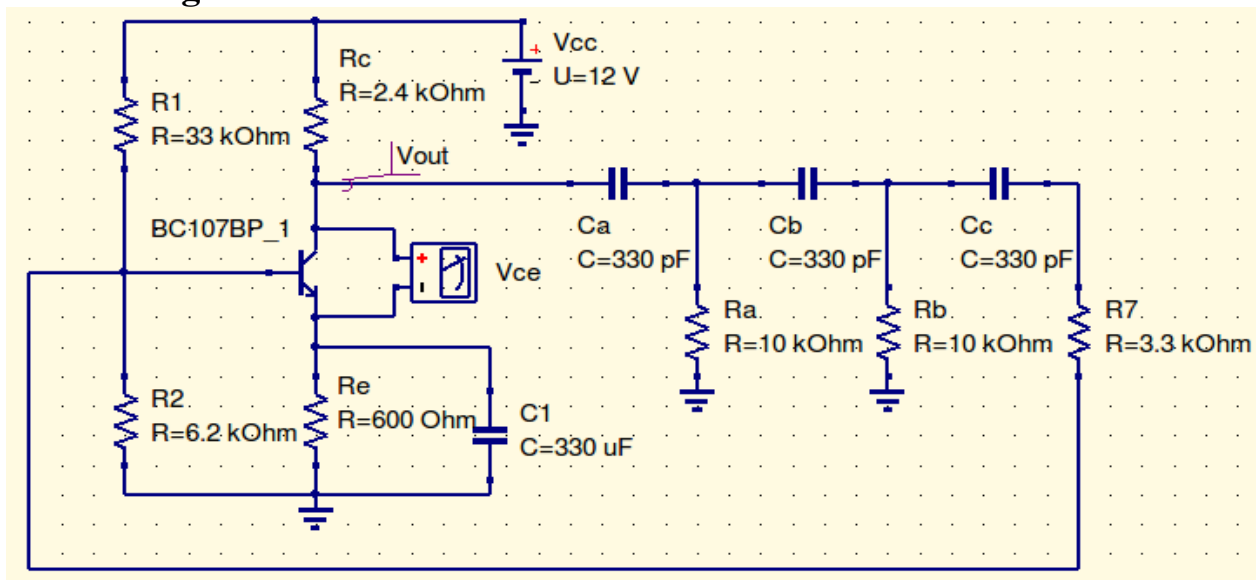 Vcc
U=12 V
Rc
R=2.4 kOhm
R1
R=33 kOhm
Vout
BC107BP_1
Vce
Ca
C=330 pF
Cb
C=330 pF
Cc
C=330 pF
Ra
R=10 kOhm
Rb
R=10 kOhm
R7
R=3.3 kOhm
R2
R=6.2 kOhm
Re
R=600 Ohm
C1
C=330 uF